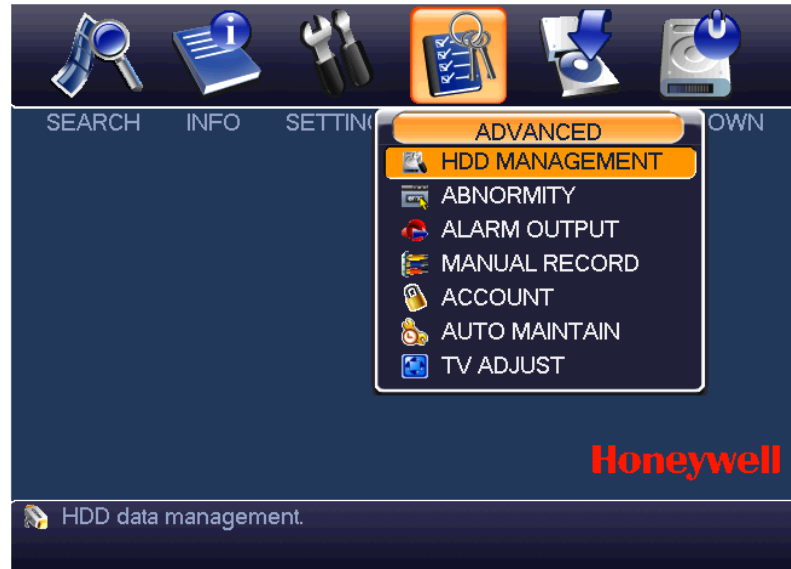 SEARCH INFO SETTIN OWN
ADVANCED
HDD MANAGEMENT
ABNORMITY
ALARM OUTPUT
MANUAL RECORD
ACCOUNT
AUTO MAINTAIN
TV ADJUST
Honeywell
HDD data management.